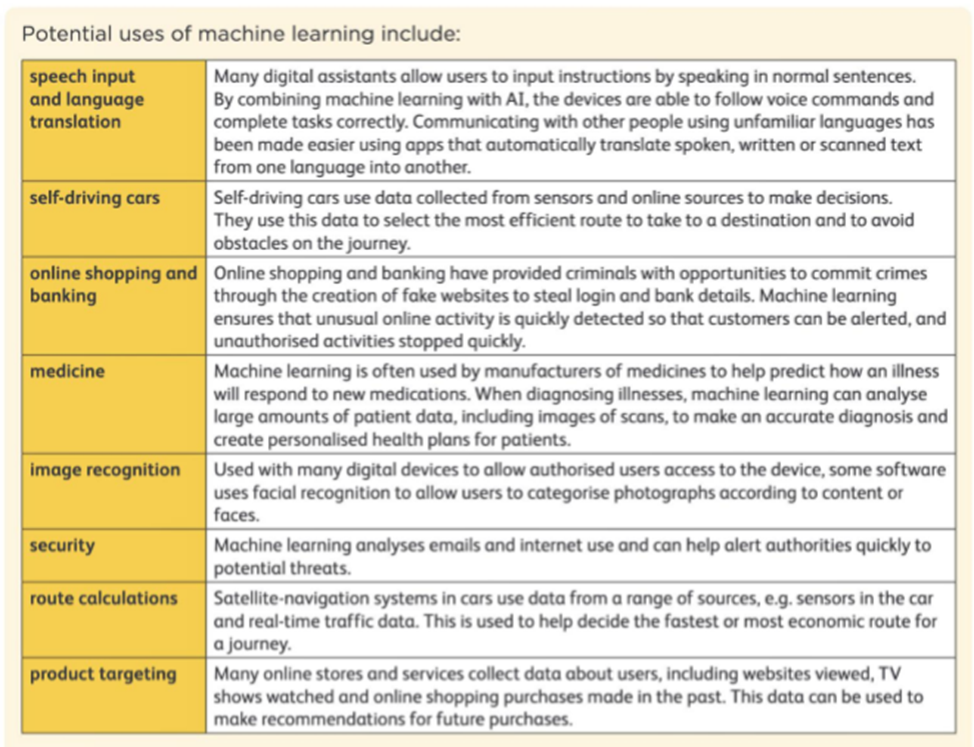 Potential uses of machine learning include:
speech input
and language
translation
Many digital assistants allow users to input instructions by speaking in normal sentences.
By combining machine learning with AI, the devices are able to follow voice commands and
complete tasks correctly. Communicating with other people using unfamiliar languages has
been made easier using apps that automatically translate spoken, written or scanned text
from one language into another.
self-driving cars
Self-driving cars use data collected from sensors and online sources to make decisions.
They use this data to select the most efficient route to take to a destination and to avoid
obstacles on the journey.
online shopping and
banking
Online shopping and banking have provided criminals with opportunities to commit crimes
through the creation of fake websites to steal login and bank details. Machine learning
ensures that unusual online activity is quickly detected so that customers can be alerted, and
unauthorised activities stopped quickly.
medicine
Machine learning is often used by manufacturers of medicines to help predict how an illness
will respond to new medications. When diagnosing illnesses, machine learning can analyse
large amounts of patient data, including images of scans, to make an accurate diagnosis and
create personalised health plans for patients.
image recognition
Used with many digital devices to allow authorised users access to the device, some software
uses facial recognition to allow users to categorise photographs according to content or
faces.
security
Machine learning analyses emails and internet use and can help alert authorities quickly to
potential threats.
route calculations
Satellite-navigation systems in cars use data from a range of sources, e.g. sensors in the car
and real-time traffic data. This is used to help decide the fastest or most economic route for
a journey.
product targeting
Many online stores and services collect data about users, including websites viewed, TV
shows watched and online shopping purchases made in the past. This data can be used to
make recommendations for future purchases.